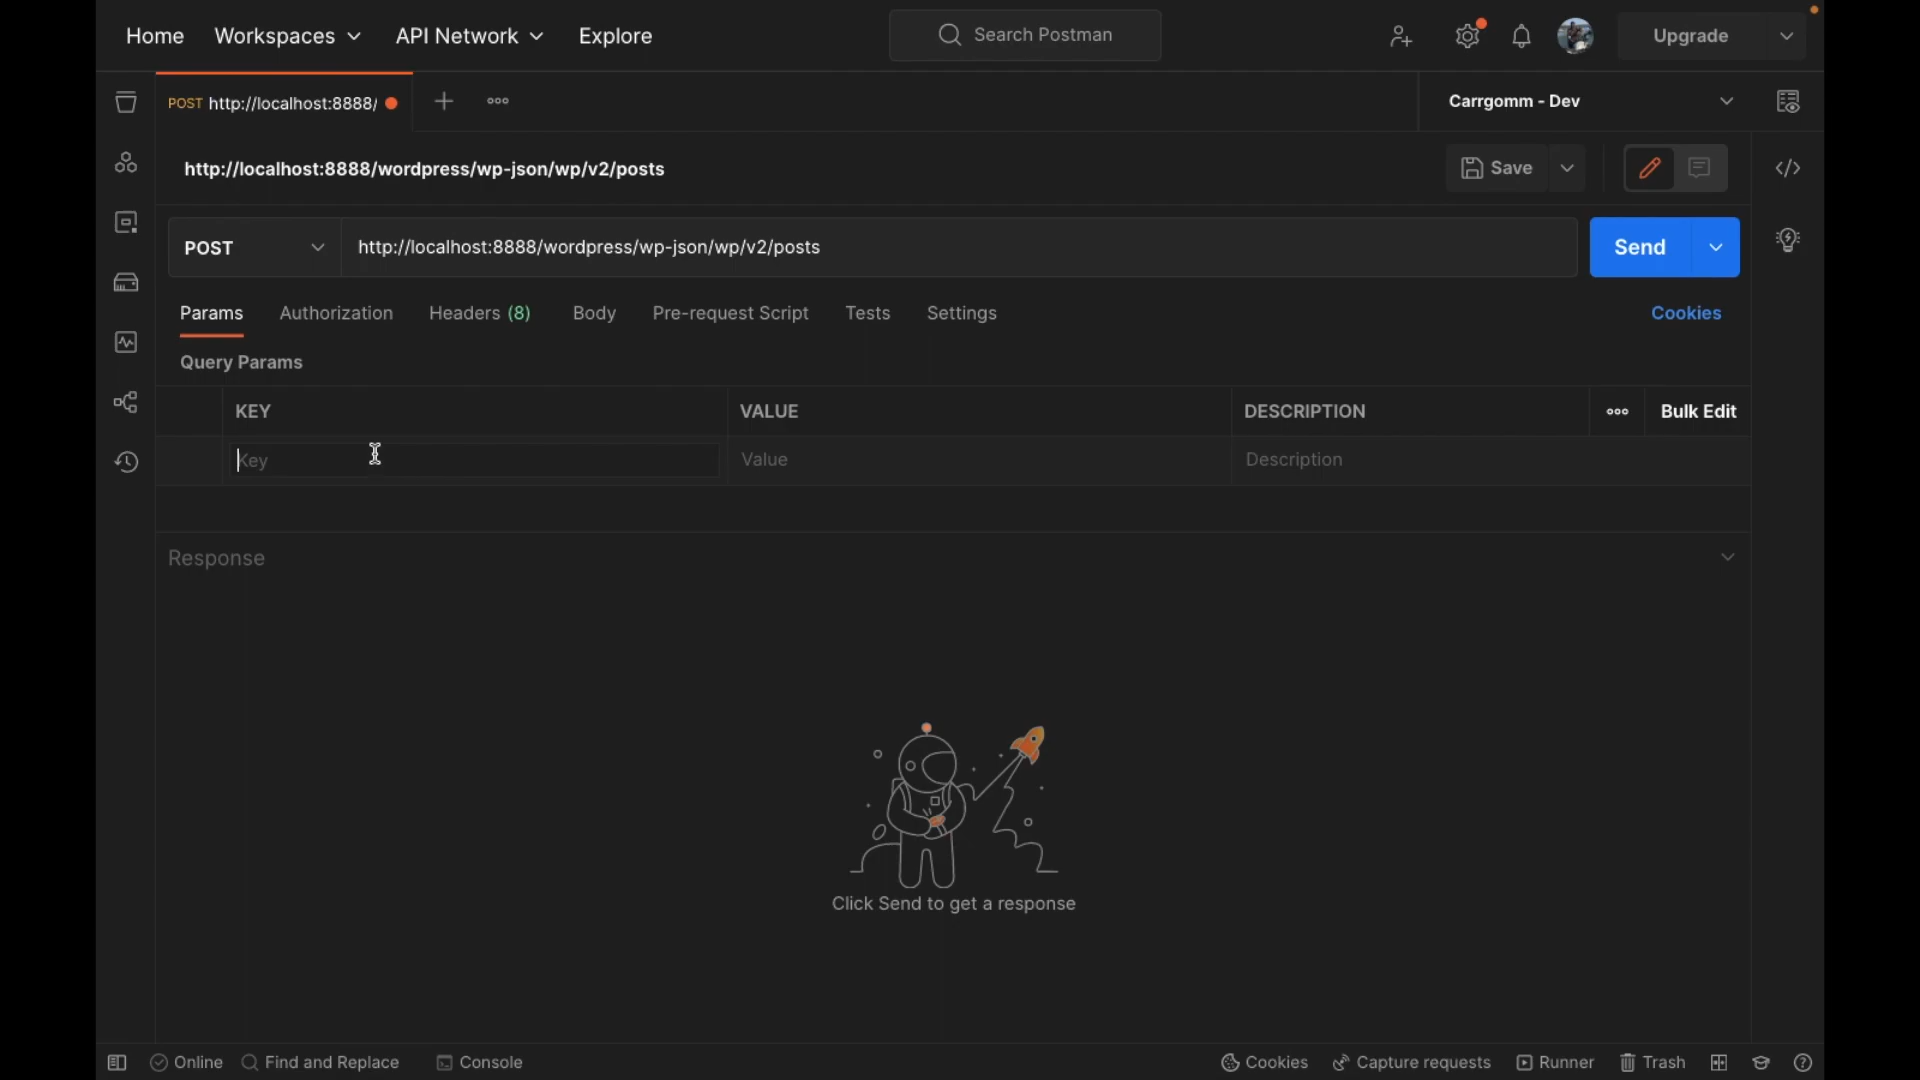 Home Workspaces API Network Explore Search Postman Upgrade
POST http://localhost:8888/ Carrgomm - Dev
http://localhost:8888/wordpress/wp-json/wp/v2/posts Save
POST http://localhost:8888/wordpress/wp-json/wp/v2/posts Send
Params Authorization Headers (8) Body Pre-request Script Tests Settings Cookies
Query Params
KEY VALUE DESCRIPTION Bulk Edit
Key Value Description
Response
Click Send to get a response
Online Find and Replace Console Cookies Capture requests Runner Trash